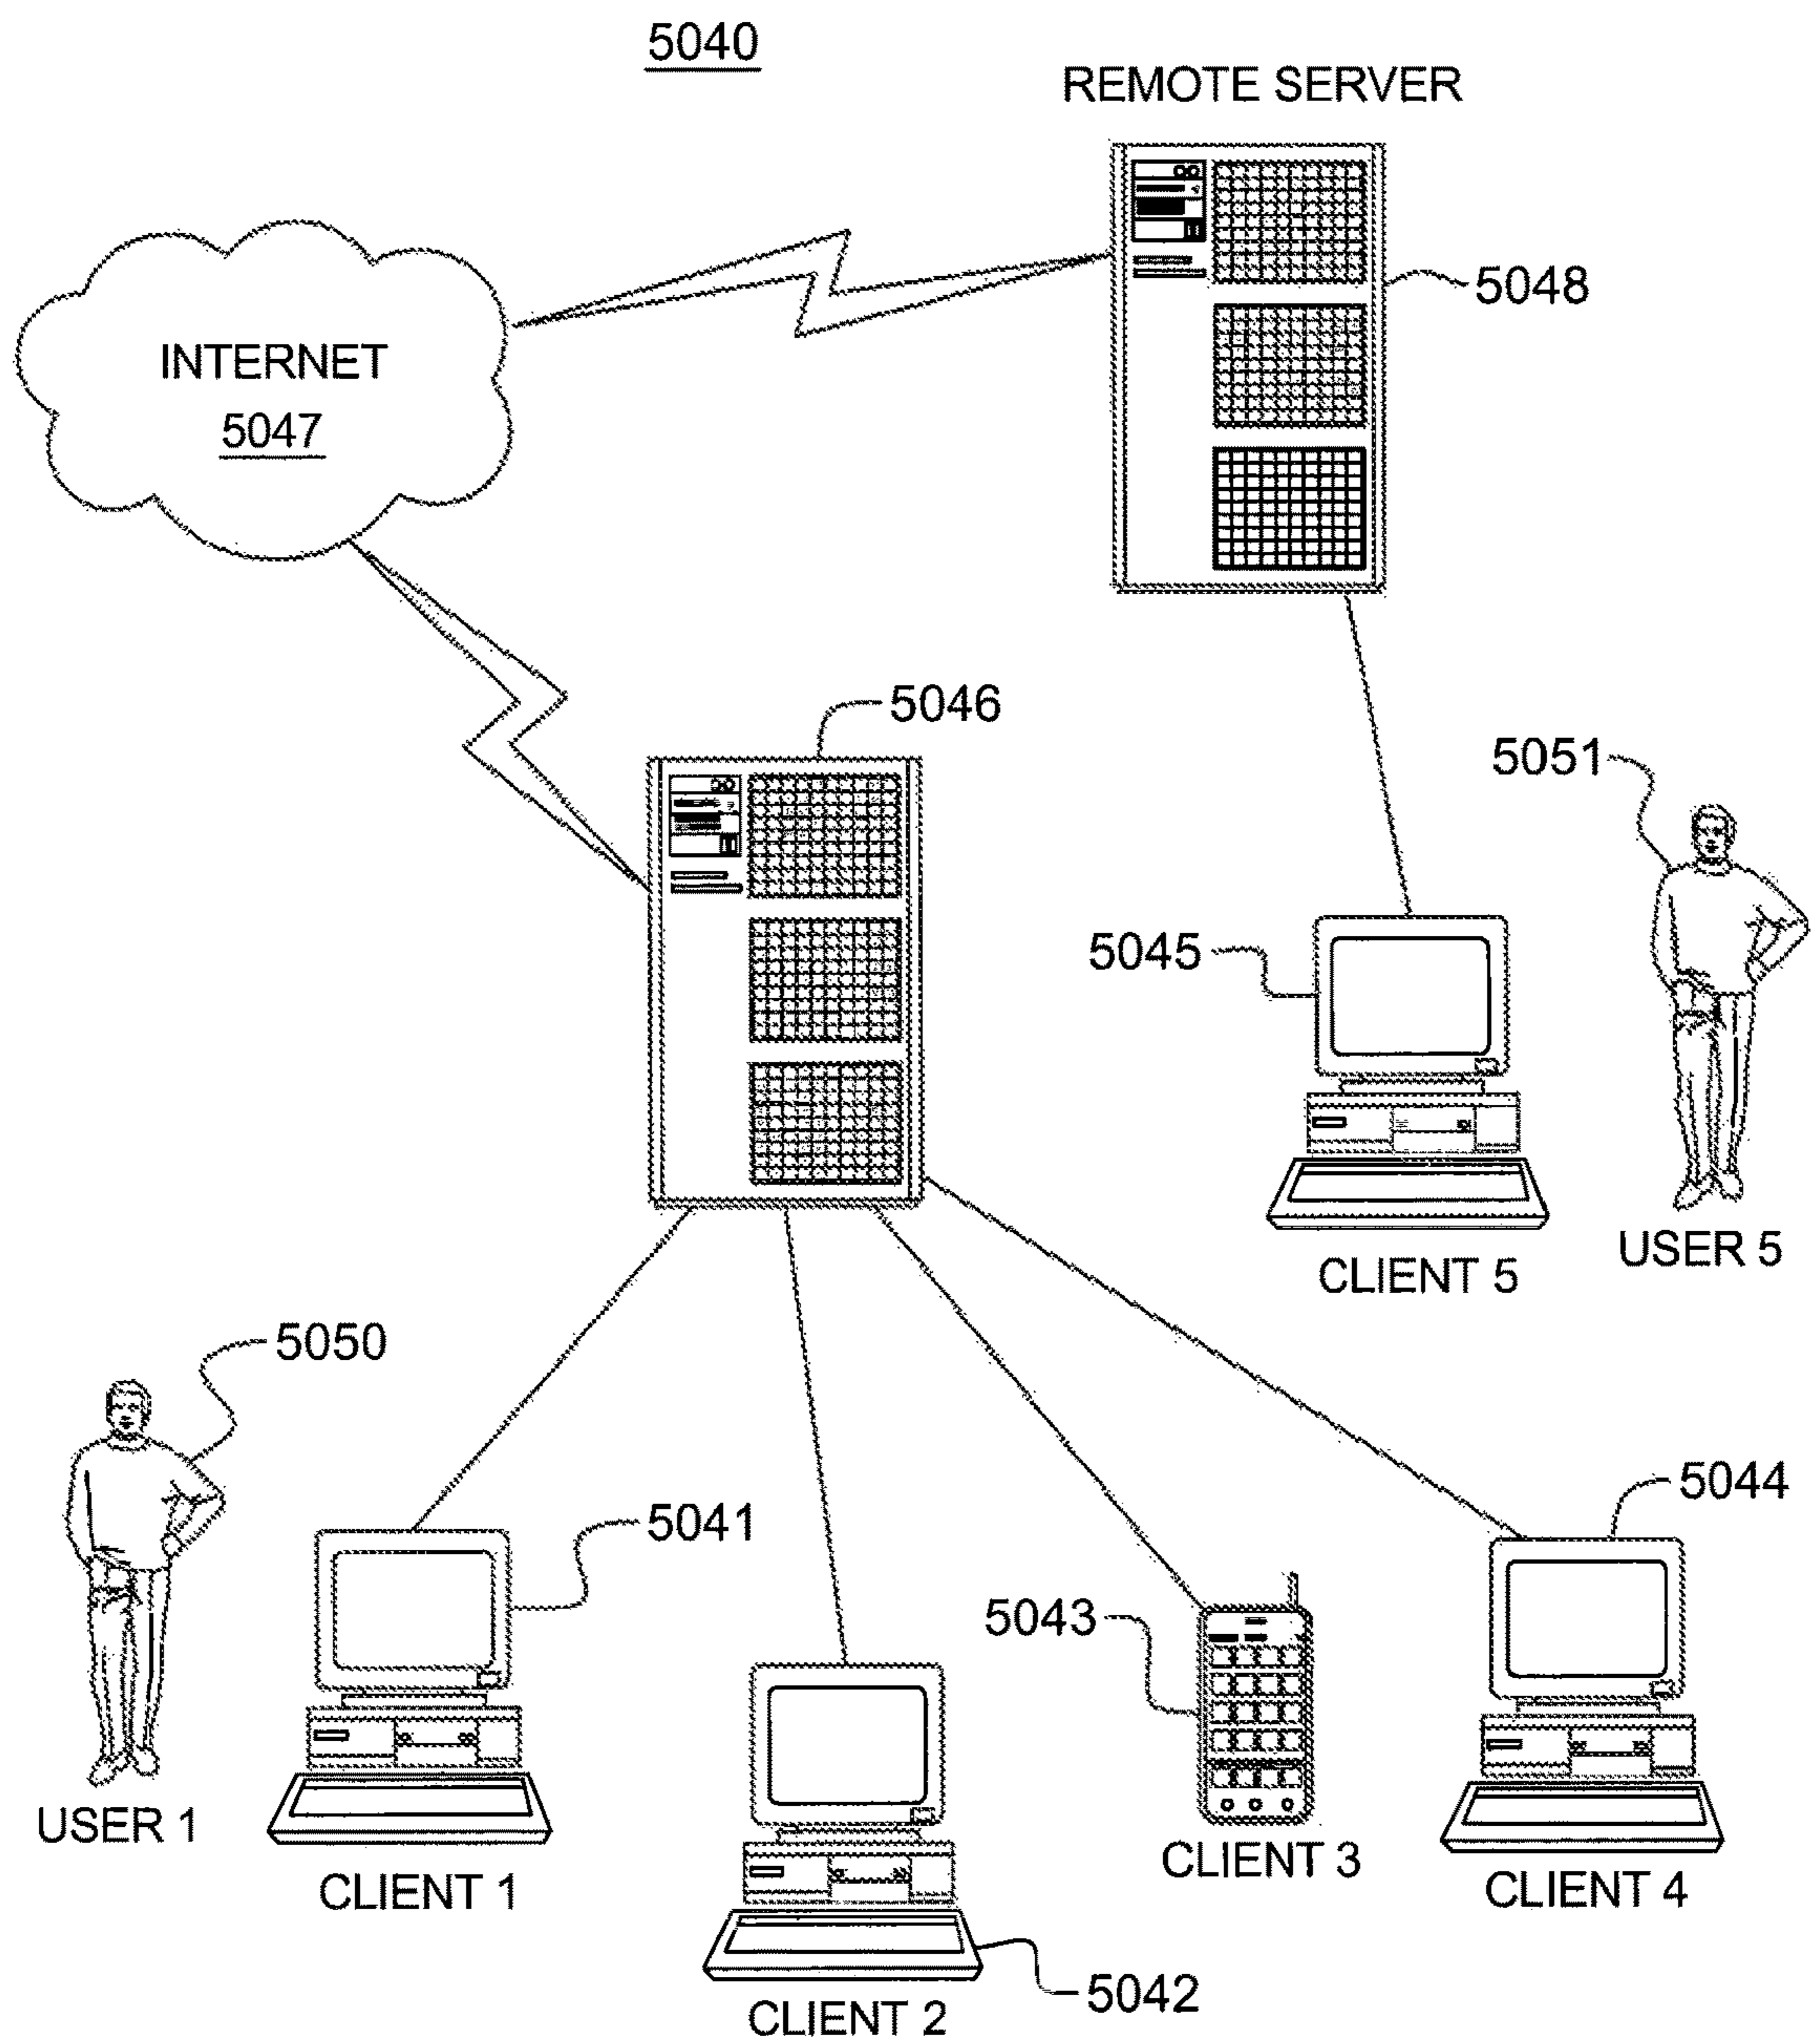 5040
REMOTE SERVER
5048
INTERNET
5047
5046
5051
5045
USER 5
CLIENT 5
5050
5041
5044
5043
USER 1
CLIENT 1
CLIENT 3
CLIENT 4
5042
CLIENT 2